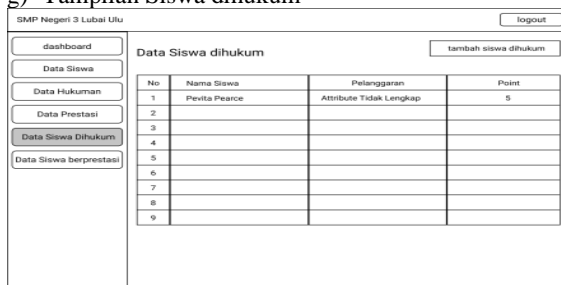 g) Tampilan Siswa dihukum
SMP Negeri 3 Lubai Ulu
logout
dashboard
Data Siswa
Data Hukuman
Data Prestasi
Data Siswa Dihukum
Data Siswa berprestasi
Data Siswa dihukum
tambah siswa dihukum
No Nama Siswa Pelanggaran Point
1 Pevita Pearce Attribute Tidak Lengkap 5
2
3
4
5
6
7
8
9